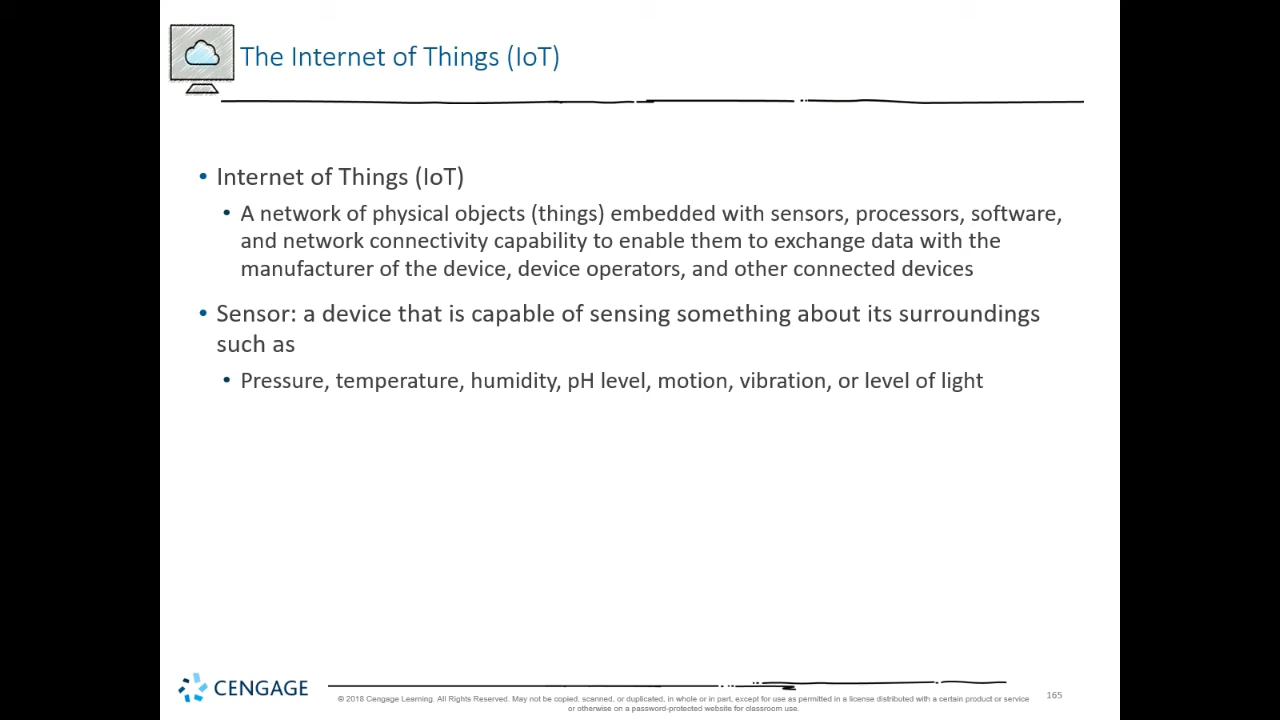 The Internet of Things (IoT)
• Internet of Things (IoT)
• A network of physical objects (things) embedded with sensors, processors, software,
and network connectivity capability to enable them to exchange data with the
manufacturer of the device, device operators, and other connected devices
• Sensor: a device that is capable of sensing something about its surroundings
such as
• Pressure, temperature, humidity, pH level, motion, vibration, or level of light
CENGAGE
© 2018 Cengage Learning. All Rights Reserved. May not be copied, scanned, or duplicated, in whole or in part, except for use as permitted in a license distributed with a certain product or service
or otherwise on a password-protected website for classroom use.
165